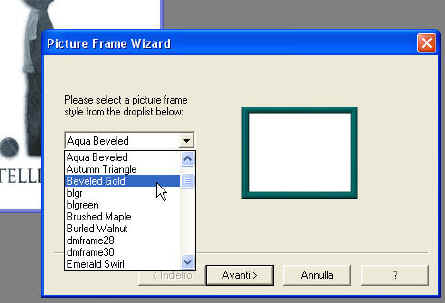 Picture Frame Wizard
Please select a picture frame
style from the droplist below:
Aqua Beveled
Aqua Beveled
Autumn Triangle
Beveled Gold
blgr
blgreen
Brushed Maple
Burled Walnut
dmframe28
dmframe30
Emerald Swirl
TELL
< Indietro
Avanti >
Annulla
?